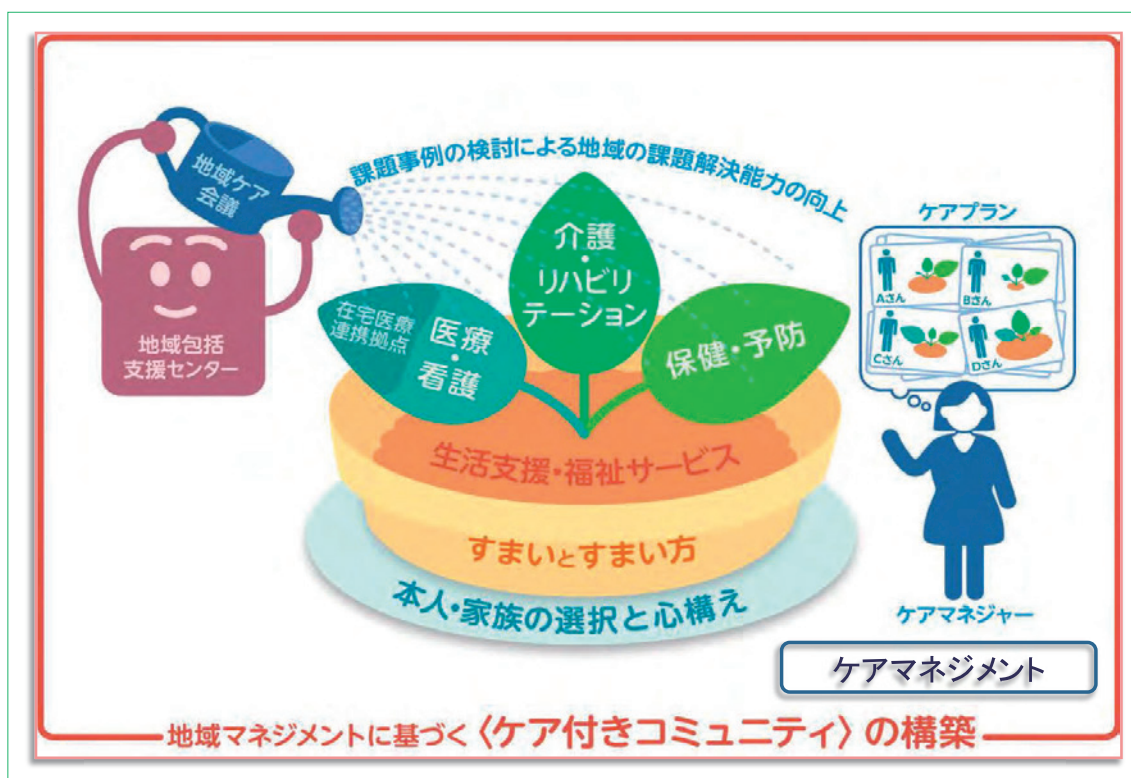 地域ケア
会議
地域包括
支援センター
課題事例の検討による地域の課題解決能力の向上
介護
・
リハビリ
テーション
在宅医療
連携拠点
医療
・
看護
保健・予防
生活支援・福祉サービス
すまいとすまい方
本人・家族の選択と心構え
ケアプラン
Aさん
Bさん
Cさん
Dさん
ケアマネジャー
ケアマネジメント
地域マネジメントに基づく〈ケア付きコミュニティ〉の構築